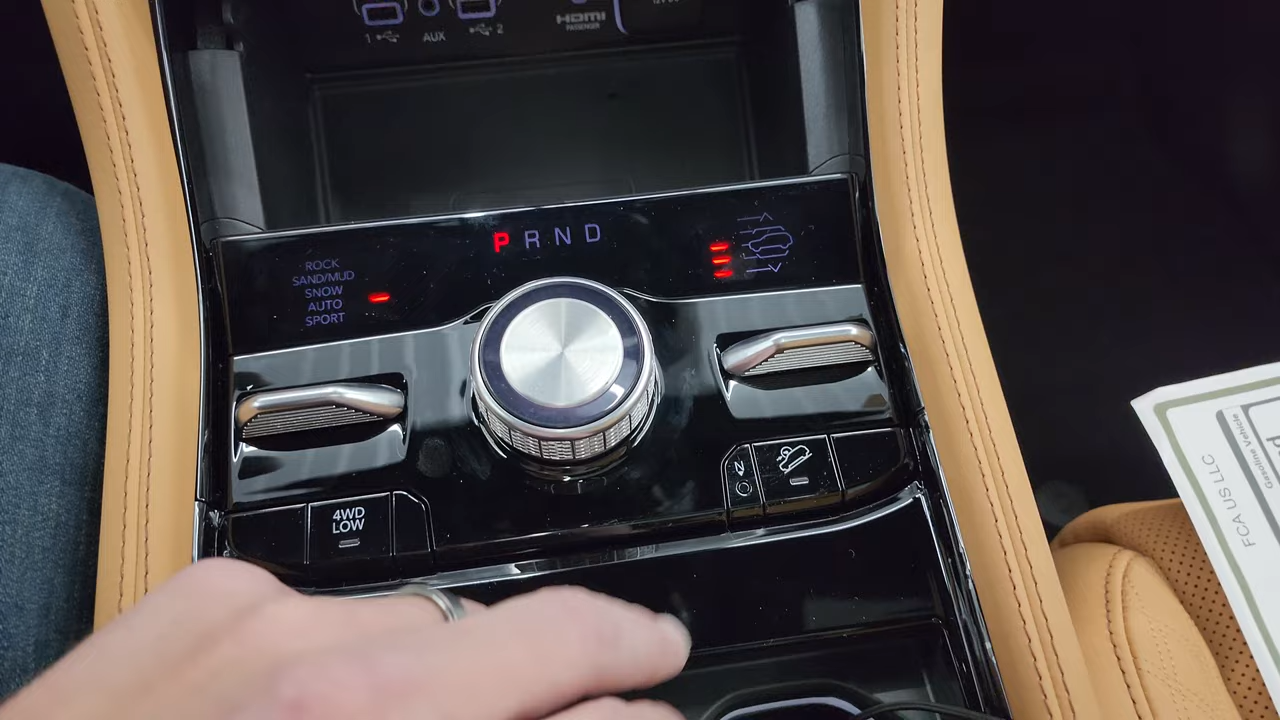 1
AUX
2
HDMI
PASSENGER
P R N D
ROCK
SAND/MUD
SNOW
AUTO
SPORT
4WD
LOW
N
FCA US LLC
Gasoline Vehicle